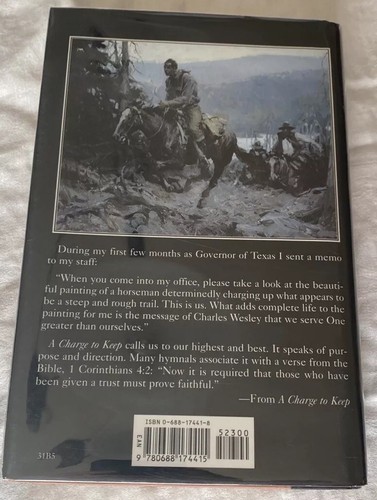 During my first few months as Governor of Texas I sent a memo
to my staff:
"When you come into my office, please take a look at the beauti-
ful painting of a horseman determinedly charging up what appears to
be a steep and rough trail. This is us. What adds complete life to the
painting for me is the message of Charles Wesley that we serve One
greater than ourselves."
A Charge to Keep calls us to our highest and best. It speaks of pur-
pose and direction. Many hymnals associate it with a verse from the
Bible, 1 Corinthians 4:2: "Now it is required that those who have
been given a trust must prove faithful."
—From A Charge to Keep
ISBN 0-688-17441-8
52300
EAN
9 780688 174415
31B5